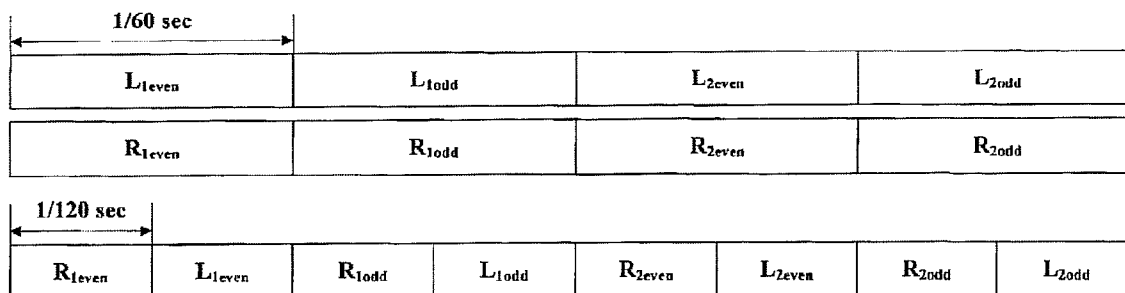 1/60 sec
L1even L1odd L2even L2odd
R1even R1odd R2even R2odd
1/120 sec
R1even L1even R1odd L1odd R2even L2even R2odd L2odd